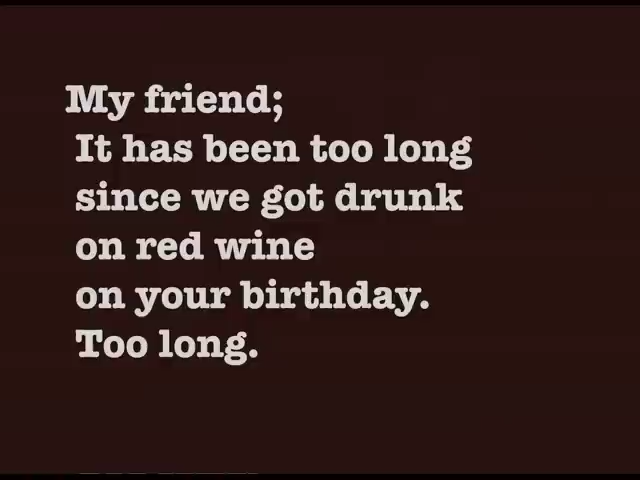 My friend;
It has been too long
since we got drunk
on red wine
on your birthday.
Too long.